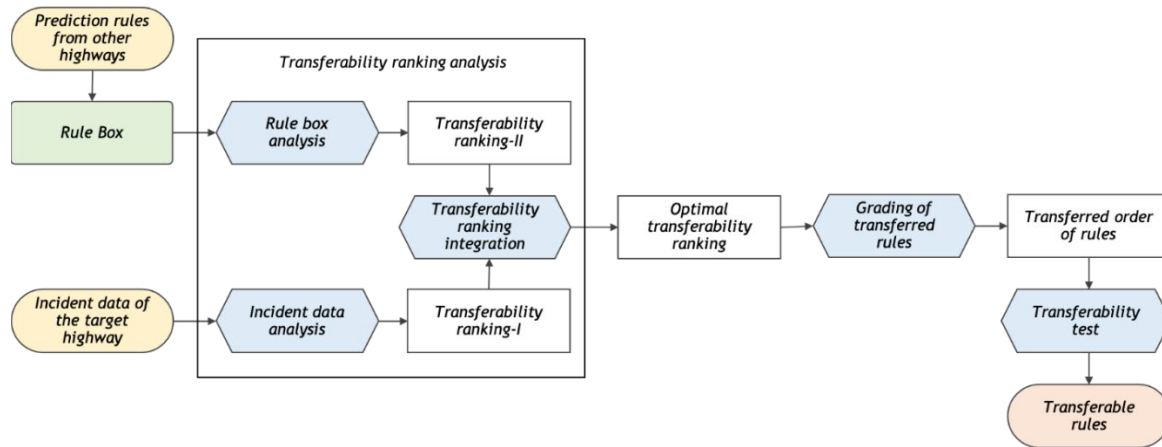 Prediction rules
from other
highways
Transferability ranking analysis
Rule Box
Rule box
analysis
Transferability
ranking-II
Transferability
ranking
integration
Optimal
transferability
ranking
Grading of
transferred
rules
Transferred order
of rules
Incident data of
the target
highway
Incident data
analysis
Transferability
ranking-I
Transferability
test
Transferable
rules